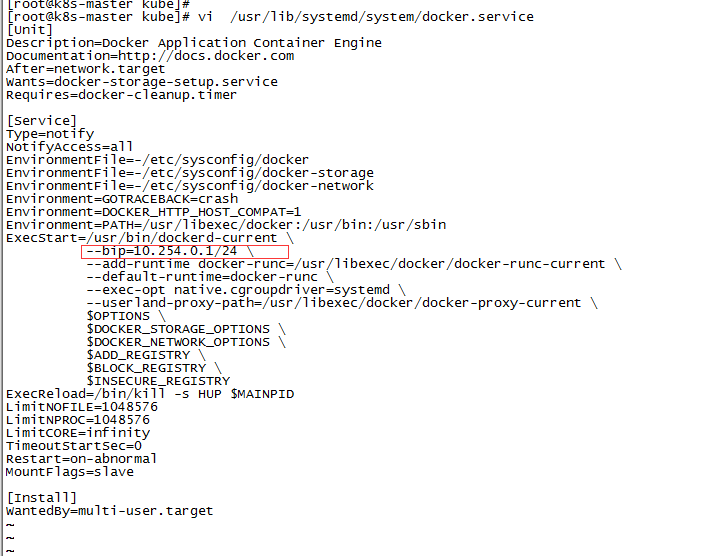 [root@k8s-master kube]#
[root@k8s-master kube]# vi  /usr/lib/systemd/system/docker.service
[Unit]
Description=Docker Application Container Engine
Documentation=http://docs.docker.com
After=network.target
Wants=docker-storage-setup.service
Requires=docker-cleanup.timer

[Service]
Type=notify
NotifyAccess=all
EnvironmentFile=-/etc/sysconfig/docker
EnvironmentFile=-/etc/sysconfig/docker-storage
EnvironmentFile=-/etc/sysconfig/docker-network
Environment=GOTRACEBACK=crash
Environment=DOCKER_HTTP_HOST_COMPAT=1
Environment=PATH=/usr/libexec/docker:/usr/bin:/usr/sbin
ExecStart=/usr/bin/dockerd-current \
          --bip=10.254.0.1/24 \
          --add-runtime docker-runc=/usr/libexec/docker/docker-runc-current \
          --default-runtime=docker-runc \
          --exec-opt native.cgroupdriver=systemd \
          --userland-proxy-path=/usr/libexec/docker/docker-proxy-current \
          $OPTIONS \
          $DOCKER_STORAGE_OPTIONS \
          $DOCKER_NETWORK_OPTIONS \
          $ADD_REGISTRY \
          $BLOCK_REGISTRY \
          $INSECURE_REGISTRY
ExecReload=/bin/kill -s HUP $MAINPID
LimitNOFILE=1048576
LimitNPROC=1048576
LimitCORE=infinity
TimeoutStartSec=0
Restart=on-abnormal
MountFlags=slave

[Install]
WantedBy=multi-user.target
~
~
~